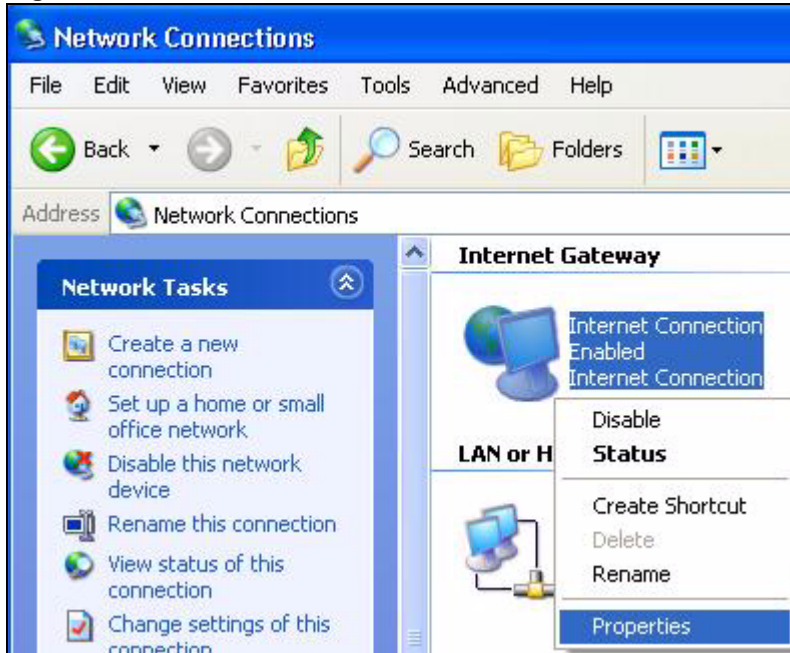 Network Connections
File Edit View Favorites Tools Advanced Help
Back Search Folders
Address Network Connections
Network Tasks
Create a new
connection
Set up a home or small
office network
Disable this network
device
Rename this connection
View status of this
connection
Change settings of this
connection
Internet Gateway
Internet Connection
Enabled
Internet Connection
LAN or H
Disable
Status
Create Shortcut
Delete
Rename
Properties